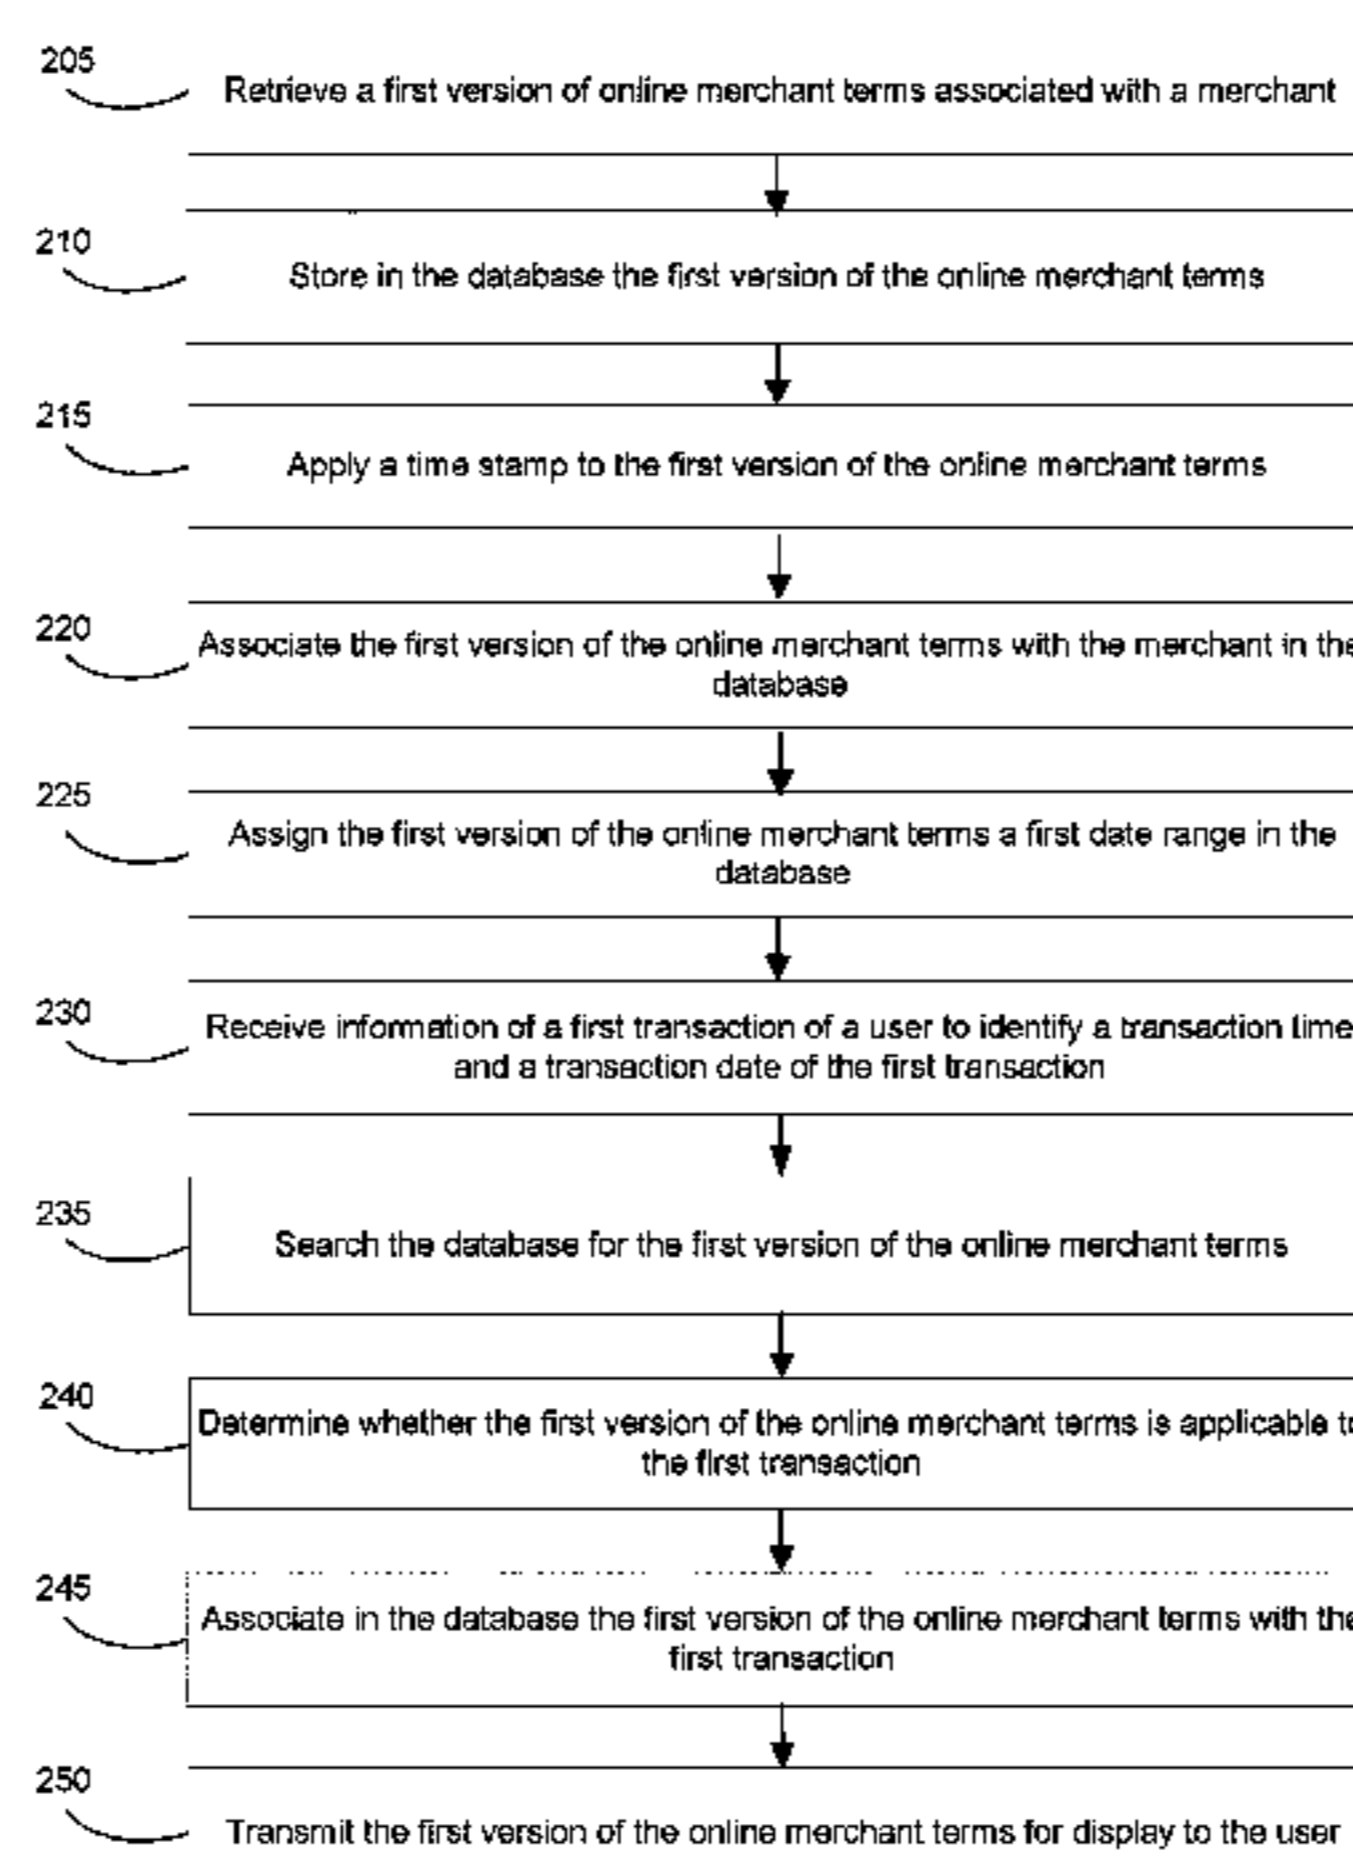 205
Retrieve a first version of online merchant terms associated with a merchant
210
Store in the database the first version of the online merchant terms
215
Apply a time stamp to the first version of the online merchant terms
220
Associate the first version of the online merchant terms with the merchant in the
database
225
Assign the first version of the online merchant terms a first date range in the
database
230
Receive information of a first transaction of a user to identify a transaction time
and a transaction date of the first transaction
235
Search the database for the first version of the online merchant terms
240
Determine whether the first version of the online merchant terms is applicable to
the first transaction
245
Associate in the database the first version of the online merchant terms with the
first transaction
250
Transmit the first version of the online merchant terms for display to the user